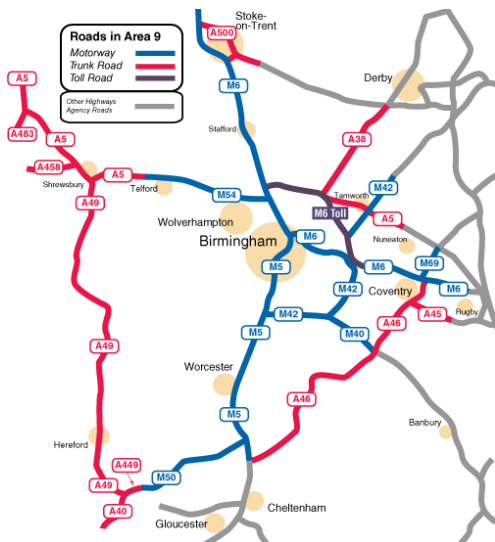 Roads in Area 9
Motorway
Trunk Road
Toll Road
Other Highways
Agency Roads
Stoke-
on-Trent
A500
M6
Derby
A5
A483
A5
A38
Stafford
A458
Shrewsbury
A5
Telford
M54
A49
Tamworth
M42
M6 Toll
A5
Wolverhampton
M6
Nuneaton
Birmingham
M5
M6
M69
M6
M42
Coventry
Rugby
M42
A45
M5
A46
M40
A49
Worcester
A46
M5
Banbury
Hereford
A449
A49
M50
A40
Cheltenham
Gloucester